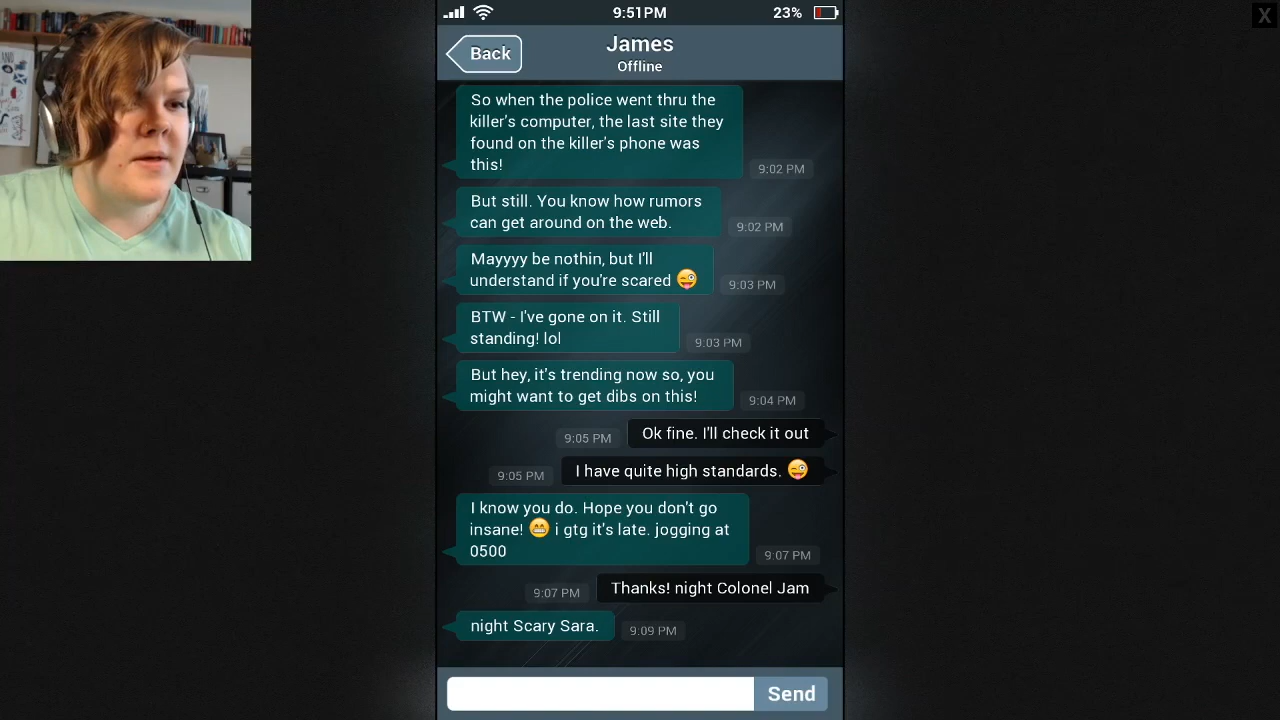 9:51PM
23%
X
Back
James
Offline
So when the police went thru the
killer's computer, the last site they
found on the killer's phone was
this!
9:02 PM
But still. You know how rumors
can get around on the web.
9:02 PM
Mayyyy be nothin, but I'll
understand if you're scared 😜
9:03 PM
BTW - I've gone on it. Still
standing! lol
9:03 PM
But hey, it's trending now so, you
might want to get dibs on this!
9:04 PM
9:05 PM
Ok fine. I'll check it out
9:05 PM
I have quite high standards. 😜
I know you do. Hope you don't go
insane! 😁 i gtg it's late. jogging at
0500
9:07 PM
9:07 PM
Thanks! night Colonel Jam
night Scary Sara.
9:09 PM
Send